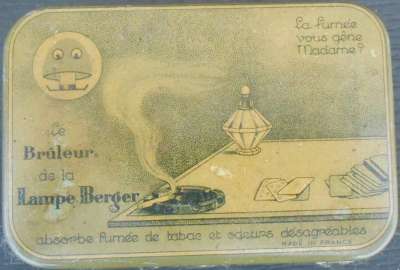 La fumée
vous gêne
Madame?
Le
Brûleur
de la
Lampe Berger
absorbe fumée de tabac et odeurs désagréables
MADE IN FRANCE